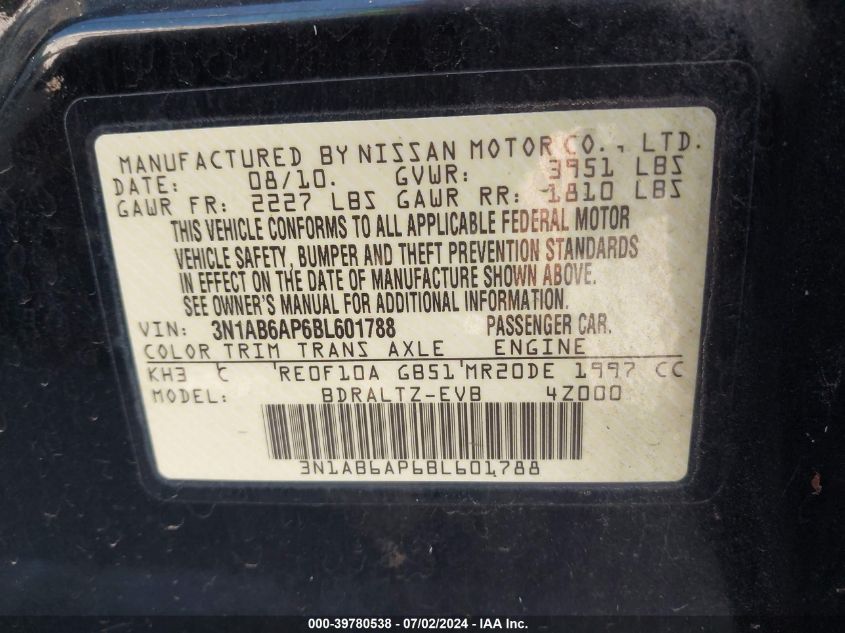 MANUFACTURED BY NISSAN MOTOR CO., LTD.
DATE: 08/10. GVWR: 3951 LBS
GAWR FR: 2227 LBS GAWR RR: 1810 LBS
THIS VEHICLE CONFORMS TO ALL APPLICABLE FEDERAL MOTOR
VEHICLE SAFETY, BUMPER AND THEFT PREVENTION STANDARDS
IN EFFECT ON THE DATE OF MANUFACTURE SHOWN ABOVE.
SEE OWNER'S MANUAL FOR ADDITIONAL INFORMATION.
VIN: 3N1AB6AP6BL601788 PASSENGER CAR.
COLOR TRIM TRANS AXLE ENGINE
KH3 C RE0F10A GB51 MR20DE 1997 CC
MODEL: BDRALTZ-EVB 4Z000
3N1AB6AP6BL601788
000-39780538 - 07/02/2024 - IAA Inc.